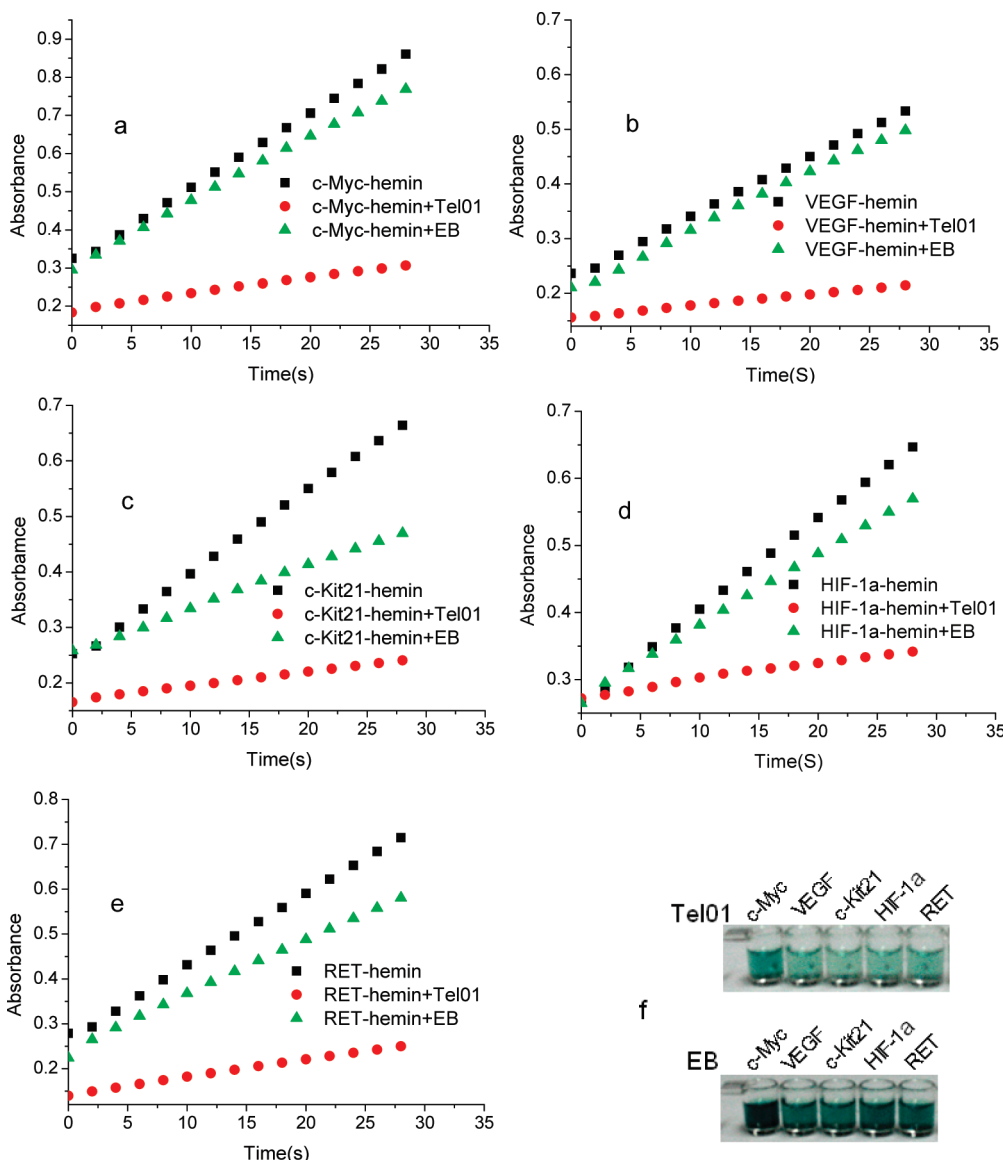 a
Absorbance
0.9
0.8
0.7
0.6
0.5
0.4
0.3
0.2
c-Myc-hemin
c-Myc-hemin+Tel01
c-Myc-hemin+EB
0 5 10 15 20 25 30 35
Time(s)
b
Absorbance
0.7
0.6
0.5
0.4
0.3
0.2
VEGF-hemin
VEGF-hemin+Tel01
VEGF-hemin+EB
0 5 10 15 20 25 30 35
Time(S)
c
Absorbamce
0.7
0.6
0.5
0.4
0.3
0.2
c-Kit21-hemin
c-Kit21-hemin+Tel01
c-Kit21-hemin+EB
0 5 10 15 20 25 30 35
Time(s)
d
Absorbance
0.7
0.6
0.5
0.4
0.3
HIF-1a-hemin
HIF-1a-hemin+Tel01
HIF-1a-hemin+EB
0 5 10 15 20 25 30 35
Time(S)
e
Absorbance
0.8
0.7
0.6
0.5
0.4
0.3
0.2
RET-hemin
RET-hemin+Tel01
RET-hemin+EB
0 5 10 15 20 25 30 35
Time(s)
f
Tel01
c-Myc VEGF c-Kit21 HIF-1a RET
EB
c-Myc VEGF c-Kit21 HIF-1a RET